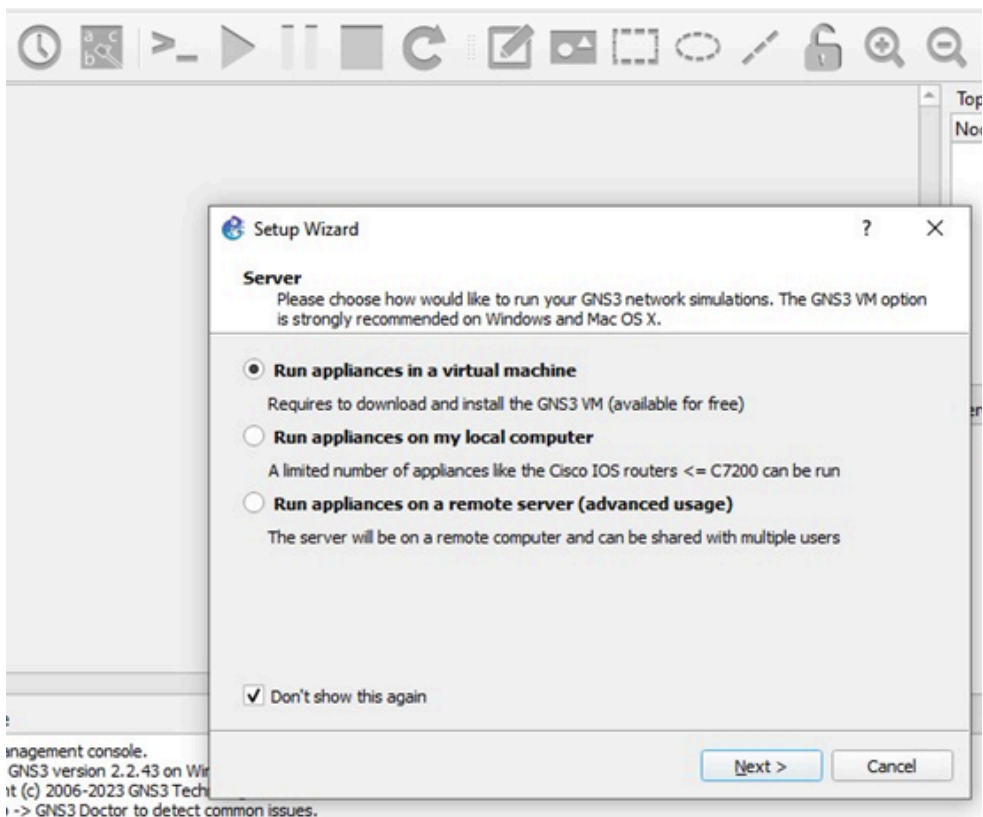 a c
b
>_
Top
Noo
Setup Wizard
?
Server
Please choose how would like to run your GNS3 network simulations. The GNS3 VM option
is strongly recommended on Windows and Mac OS X.
Run appliances in a virtual machine
Requires to download and install the GNS3 VM (available for free)
Run appliances on my local computer
A limited number of appliances like the Cisco IOS routers <= C7200 can be run
Run appliances on a remote server (advanced usage)
The server will be on a remote computer and can be shared with multiple users
Don't show this again
anagement console.
GNS3 version 2.2.43 on Wi
t (c) 2006-2023 GNS3 Tech
-> GNS3 Doctor to detect common issues.
Next >
Cancel